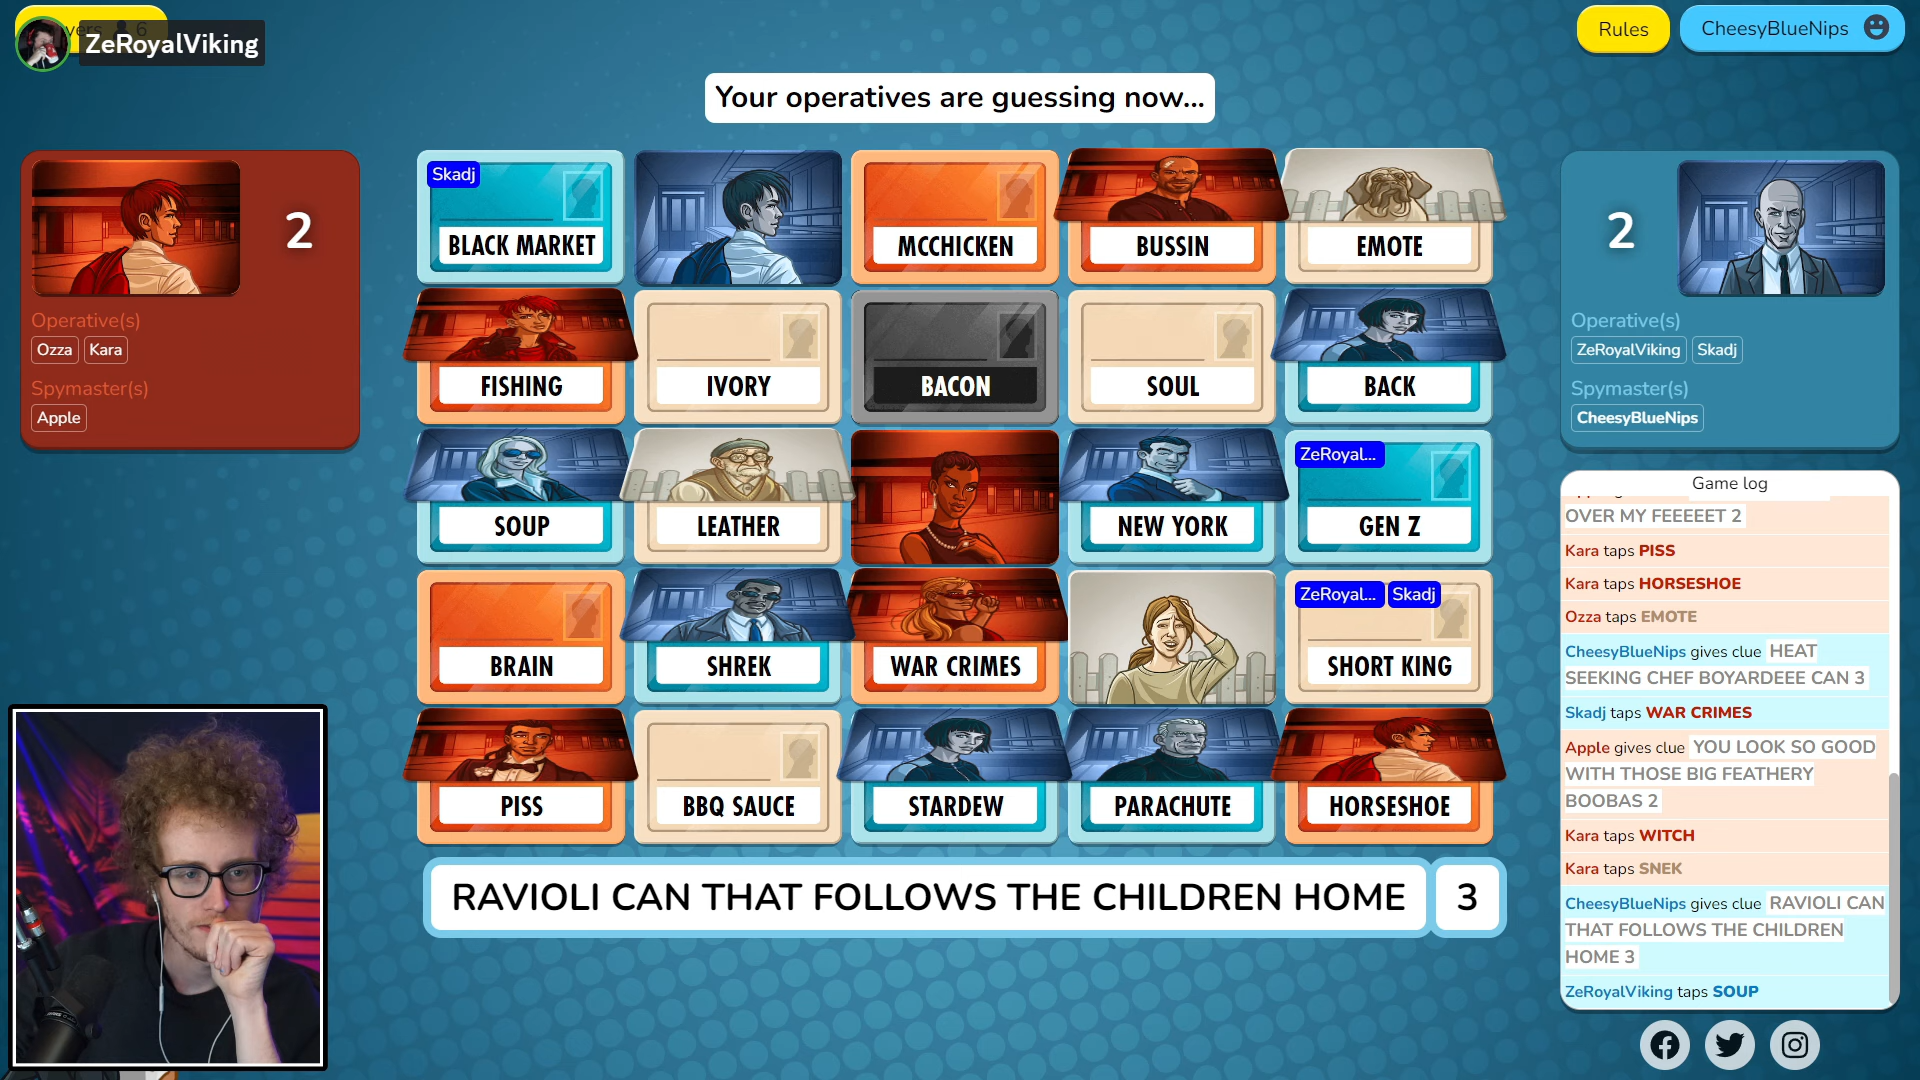 6
ZeRoyalViking
Rules
CheesyBlueNips
Your operatives are guessing now...
2
Operative(s)
Ozza Kara
Spymaster(s)
Apple
Skadj
BLACK MARKET
MCCHICKEN
BUSSIN
EMOTE
FISHING
IVORY
BACON
SOUL
BACK
SOUP
LEATHER
NEW YORK
ZeRoyal...
GEN Z
BRAIN
SHREK
WAR CRIMES
ZeRoyal... Skadj
SHORT KING
PISS
BBQ SAUCE
STARDEW
PARACHUTE
HORSESHOE
RAVIOLI CAN THAT FOLLOWS THE CHILDREN HOME 3
2
Operative(s)
ZeRoyalViking Skadj
Spymaster(s)
CheesyBlueNips
Game log
OVER MY FEEEEET 2
Kara taps PISS
Kara taps HORSESHOE
Ozza taps EMOTE
CheesyBlueNips gives clue HEAT
SEEKING CHEF BOYARDEEE CAN 3
Skadj taps WAR CRIMES
Apple gives clue YOU LOOK SO GOOD
WITH THOSE BIG FEATHERY
BOOBAS 2
Kara taps WITCH
Kara taps SNEK
CheesyBlueNips gives clue RAVIOLI CAN
THAT FOLLOWS THE CHILDREN
HOME 3
ZeRoyalViking taps SOUP